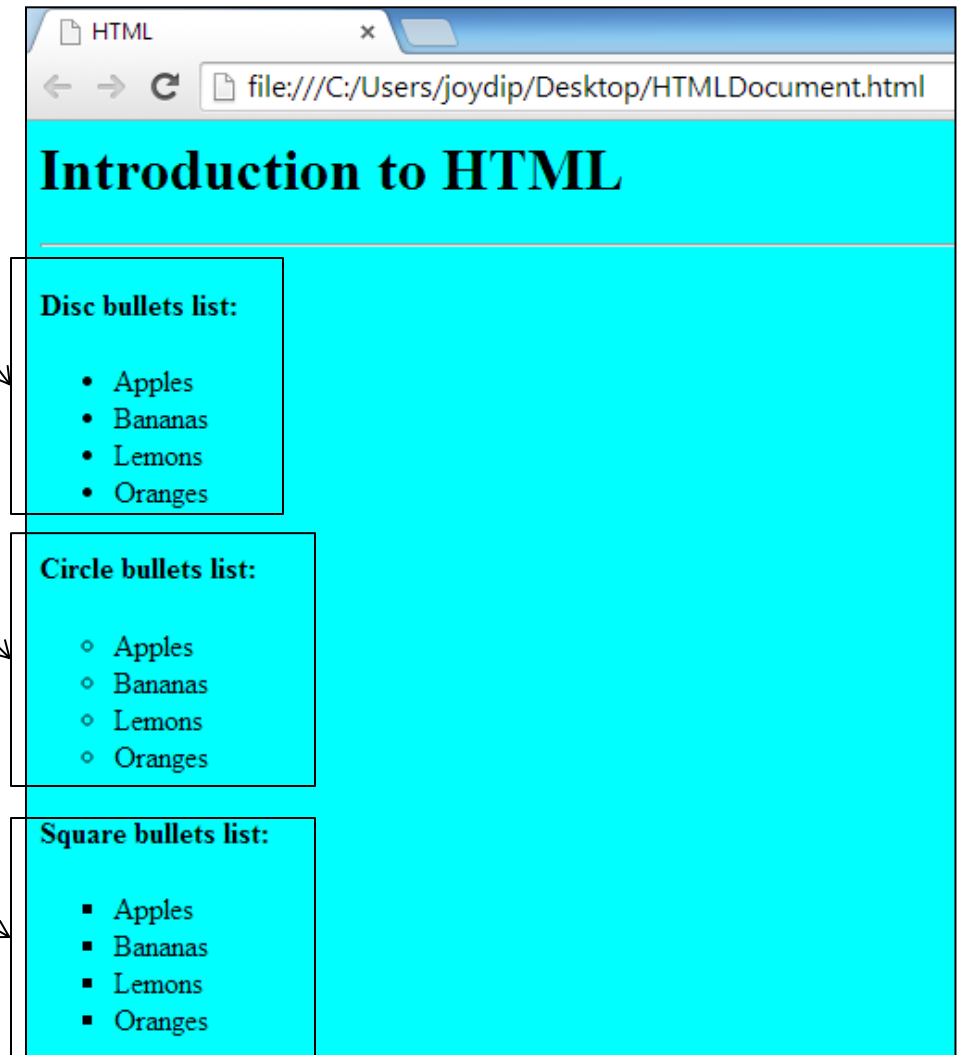 HTML
file:///C:/Users/joydip/Desktop/HTMLDocument.html
Introduction to HTML
Disc bullets list:
Apples
Bananas
Lemons
Oranges
Circle bullets list:
Apples
Bananas
Lemons
Oranges
Square bullets list:
Apples
Bananas
Lemons
Oranges